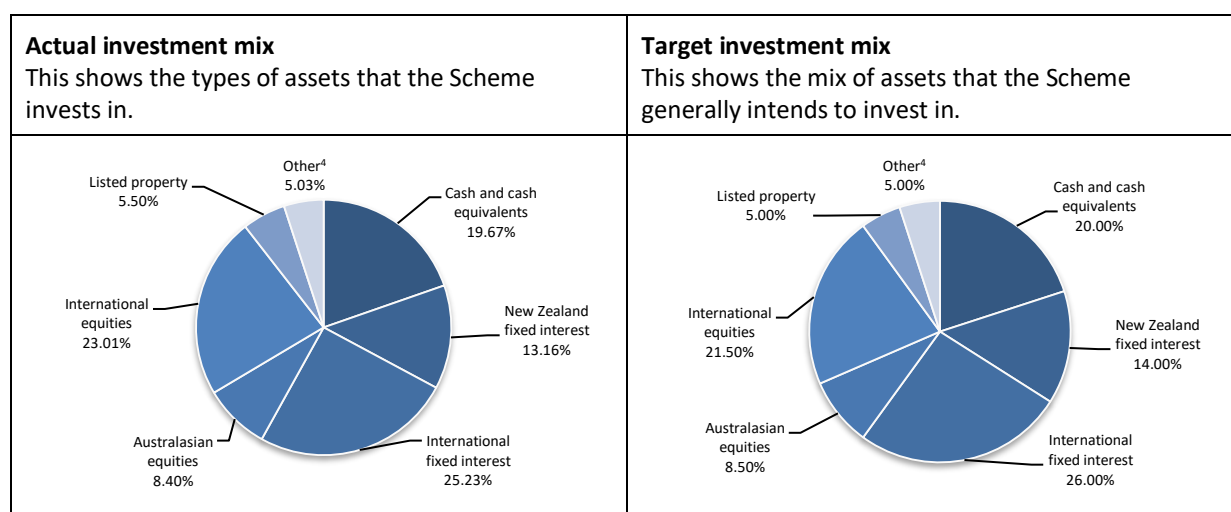 Actual investment mix
This shows the types of assets that the Scheme
invests in.
Target investment mix
This shows the mix of assets that the Scheme
generally intends to invest in.
Other⁴
5.03%
Listed property
5.50%
Cash and cash
equivalents
19.67%
International
equities
23.01%
New Zealand
fixed interest
13.16%
Australasian
equities
8.40%
International
fixed interest
25.23%
Other⁴
5.00%
Listed property
5.00%
Cash and cash
equivalents
20.00%
International
equities
21.50%
New Zealand
fixed interest
14.00%
Australasian
equities
8.50%
International
fixed interest
26.00%